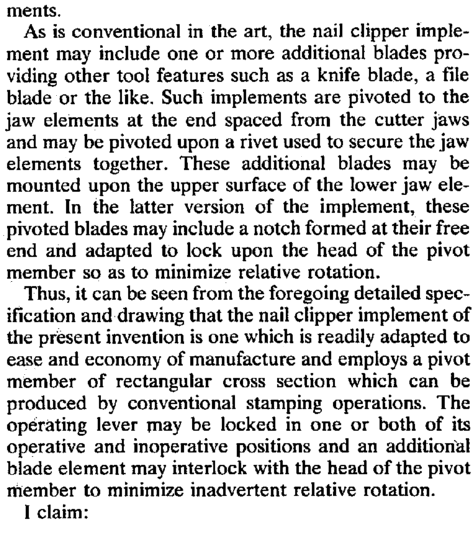 ments.
As is conventional in the art, the nail clipper imple-
ment may include one or more additional blades pro-
viding other tool features such as a knife blade, a file
blade or the like. Such implements are pivoted to the
jaw elements at the end spaced from the cutter jaws
and may be pivoted upon a rivet used to secure the jaw
elements together. These additional blades may be
mounted upon the upper surface of the lower jaw ele-
ment. In the latter version of the implement, these
pivoted blades may include a notch formed at their free
end and adapted to lock upon the head of the pivot
member so as to minimize relative rotation.
Thus, it can be seen from the foregoing detailed spec-
ification and drawing that the nail clipper implement of
the present invention is one which is readily adapted to
ease and economy of manufacture and employs a pivot
member of rectangular cross section which can be
produced by conventional stamping operations. The
operating lever may be locked in one or both of its
operative and inoperative positions and an additional
blade element may interlock with the head of the pivot
member to minimize inadvertent relative rotation.
I claim: